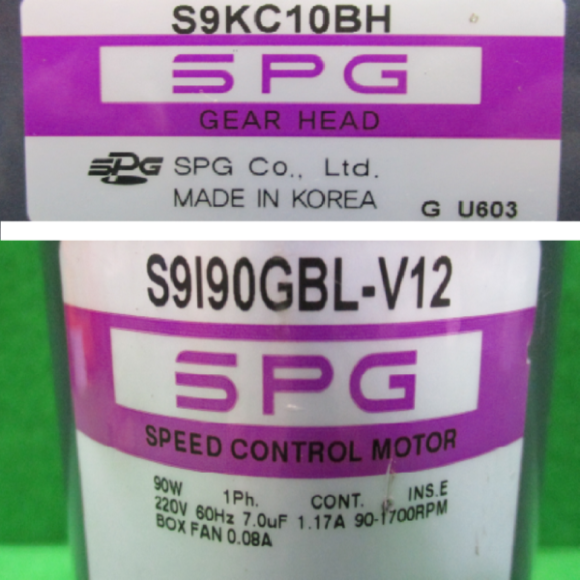 S9KC10BH
SPG
GEAR HEAD
SPG SPG Co., Ltd.
MADE IN KOREA
G U603
S9I90GBL-V12
SPG
SPEED CONTROL MOTOR
90W 1Ph. CONT. INS.E
220V 60Hz 7.0uF 1.17A 90-1700RPM
BOX FAN 0.08A